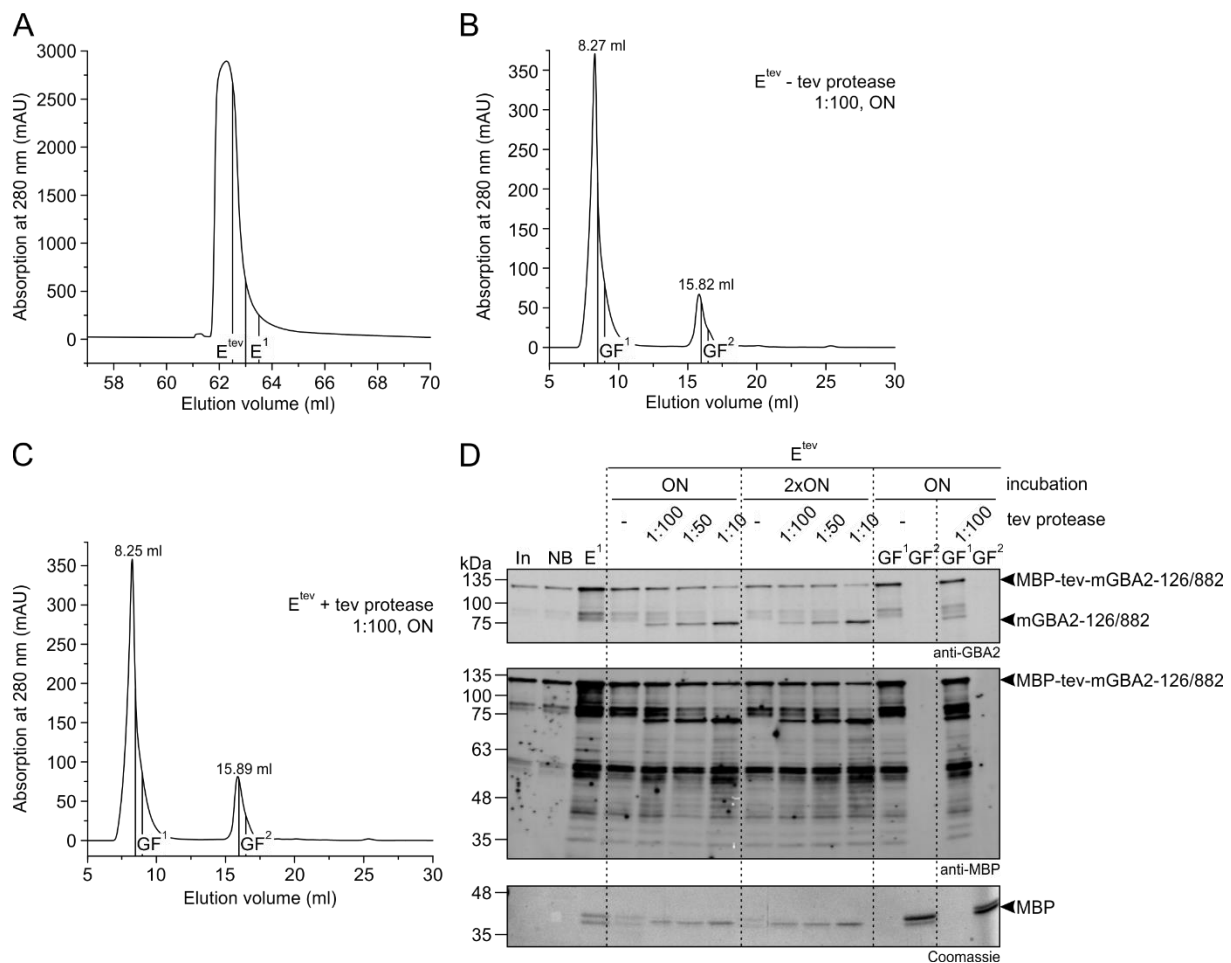 A
3000
2500
2000
1500
1000
500
0
Absorption at 280 nm (mAU)
E^tev
E^1
58 60 62 64 66 68 70
Elution volume (ml)
B
8.27 ml
350
300
250
200
150
100
50
0
Absorption at 280 nm (mAU)
E^tev - tev protease
1:100, ON
15.82 ml
GF^1
GF^2
5 10 15 20 25 30
Elution volume (ml)
C
8.25 ml
350
300
250
200
150
100
50
0
Absorption at 280 nm (mAU)
E^tev + tev protease
1:100, ON
15.89 ml
GF^1
GF^2
5 10 15 20 25 30
Elution volume (ml)
D
E^tev
ON 2xON ON incubation
- 1:100 1:50 1:10 - 1:100 1:50 1:10 - 1:100 tev protease
kDa In NB E^1 GF^1 GF^2 GF^1 GF^2
135 MBP-tev-mGBA2-126/882
100
75 mGBA2-126/882
anti-GBA2
135 MBP-tev-mGBA2-126/882
100
75
63
48
35
anti-MBP
48 MBP
35
Coomassie